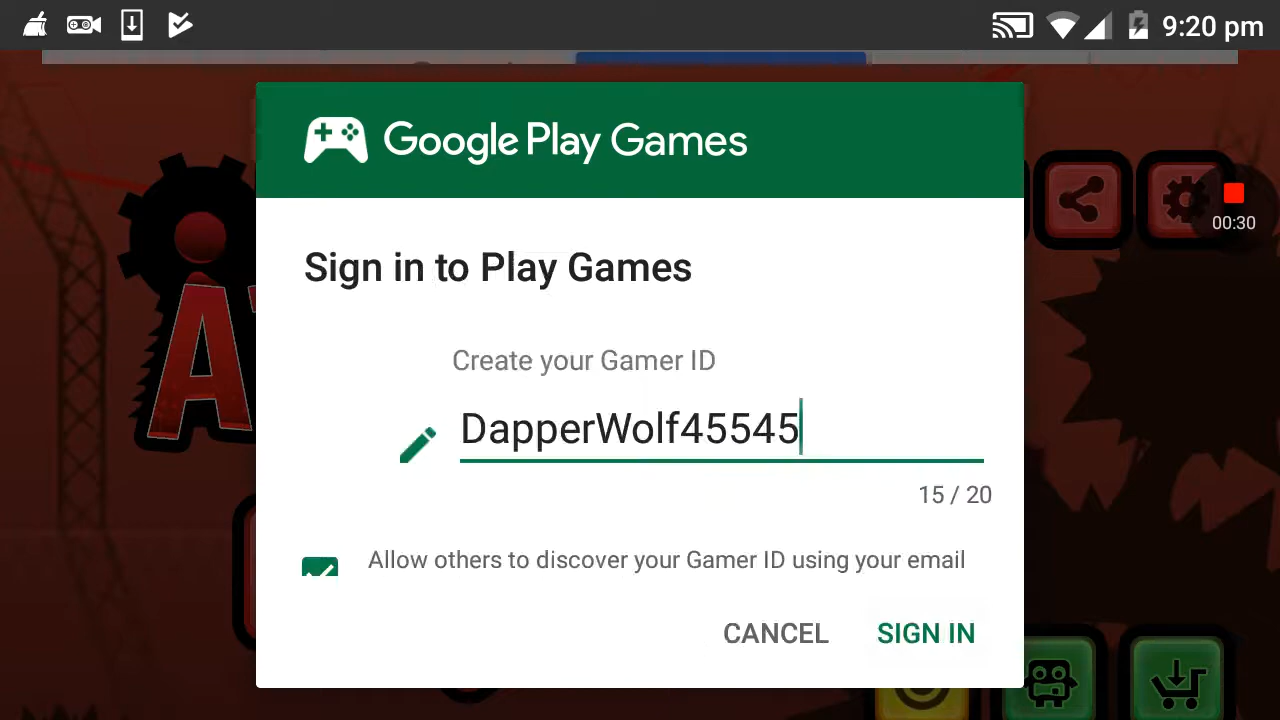 9:20 pm
Google Play Games
00:30
Sign in to Play Games
Create your Gamer ID
DapperWolf45545
15 / 20
Allow others to discover your Gamer ID using your email
CANCEL SIGN IN